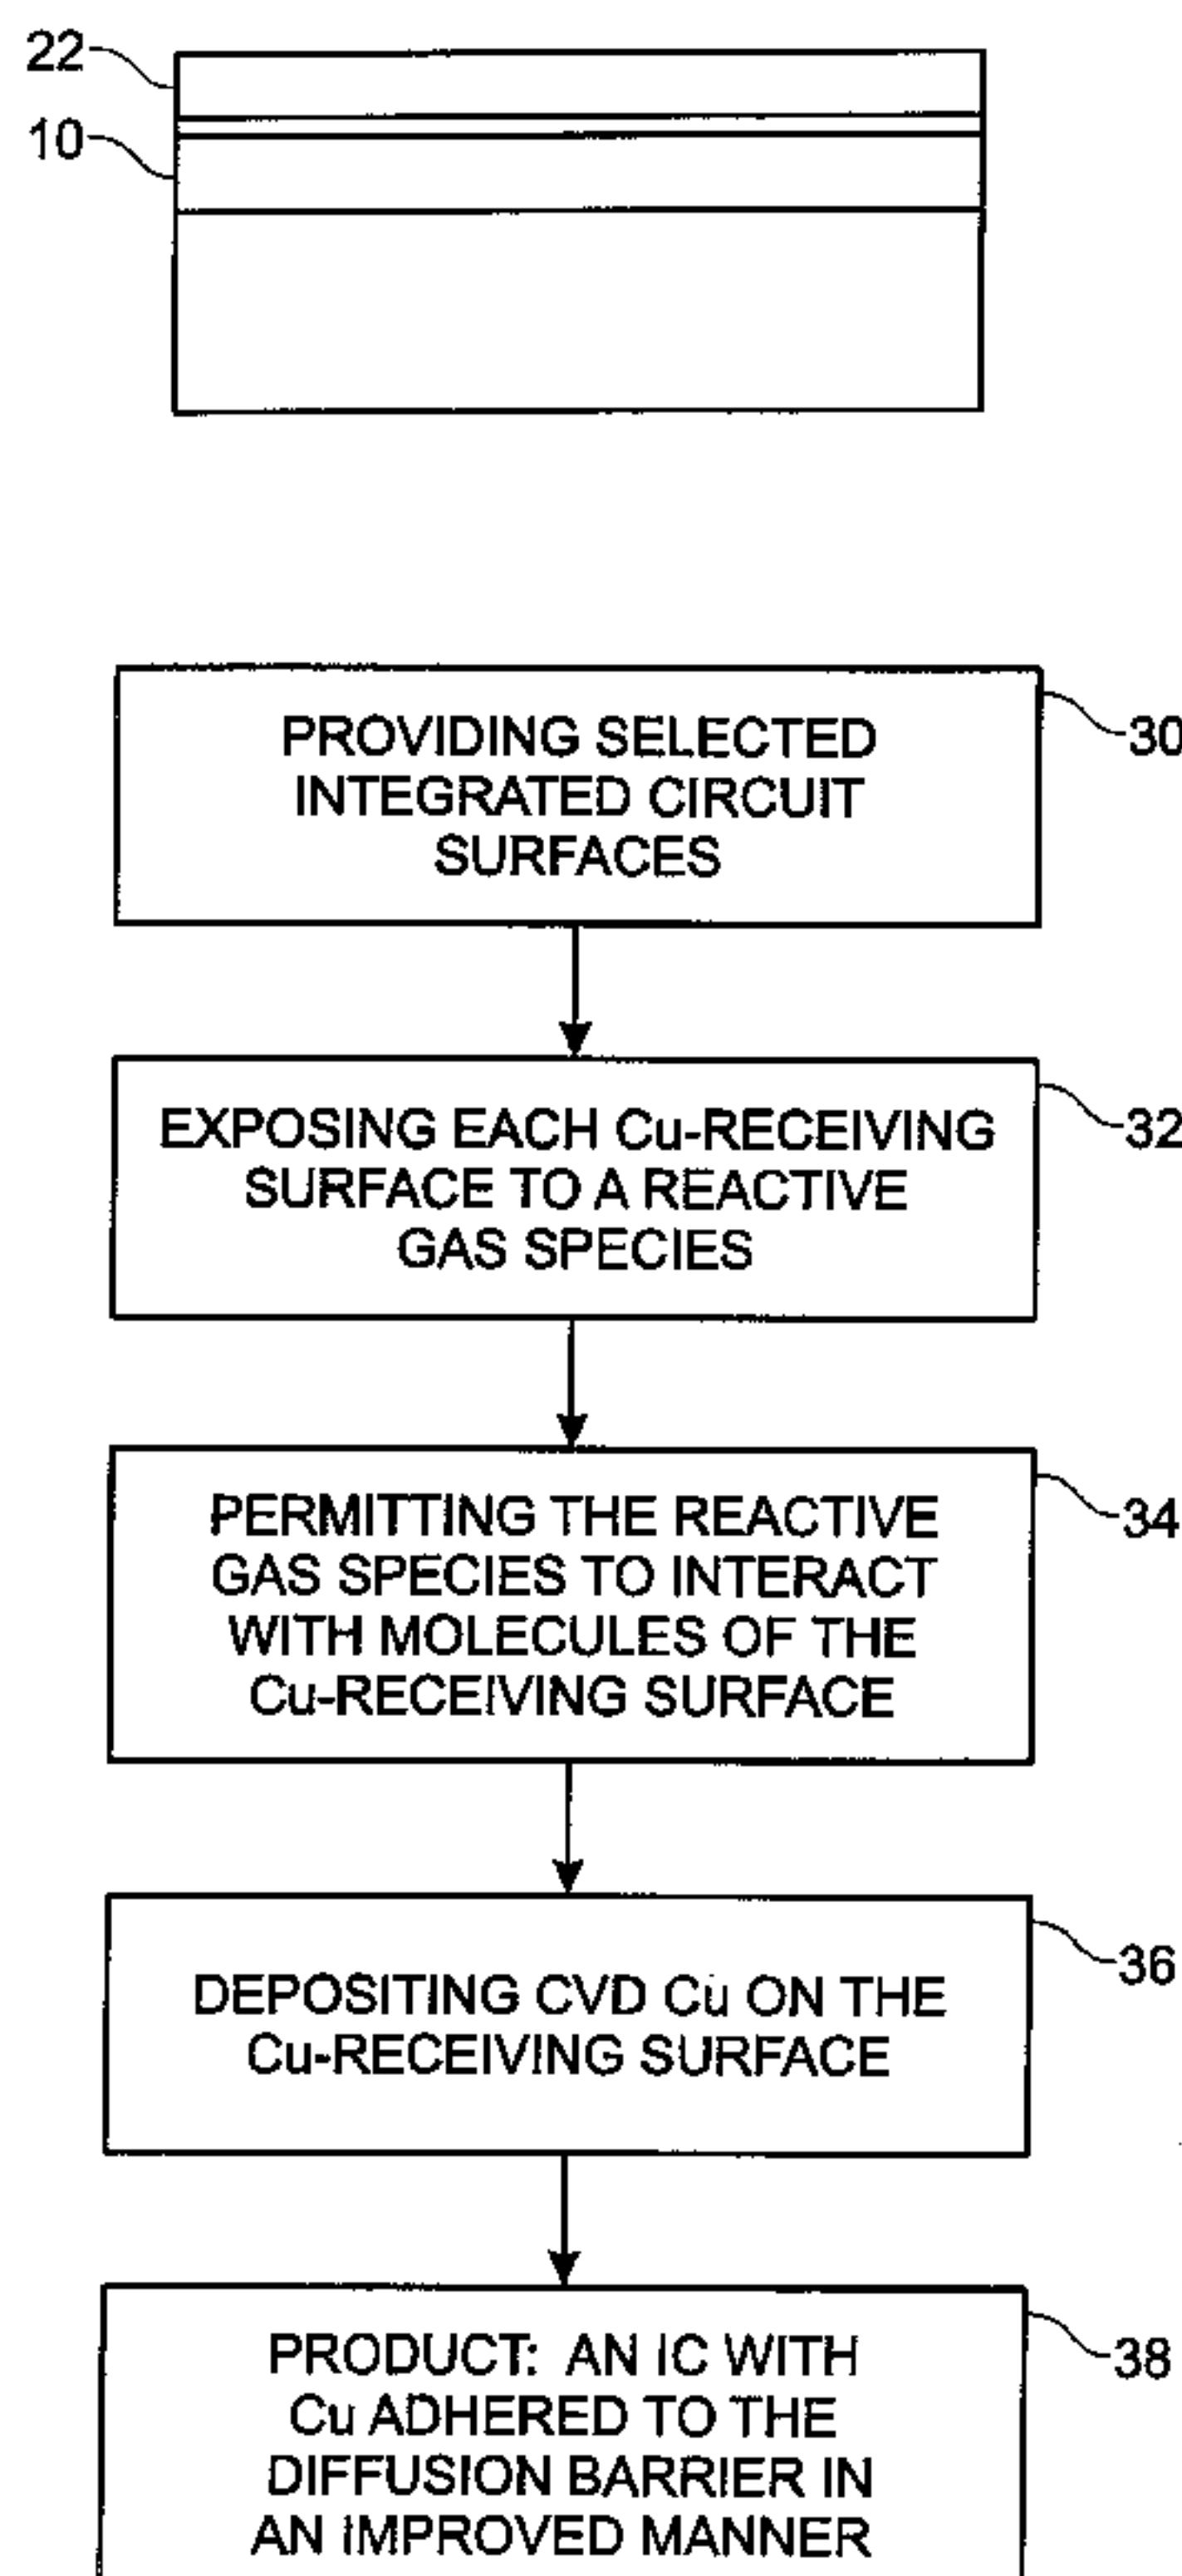 22
10
PROVIDING SELECTED
INTEGRATED CIRCUIT
SURFACES
30
EXPOSING EACH Cu-RECEIVING
SURFACE TO A REACTIVE
GAS SPECIES
32
PERMITTING THE REACTIVE
GAS SPECIES TO INTERACT
WITH MOLECULES OF THE
Cu-RECEIVING SURFACE
34
DEPOSITING CVD Cu ON THE
Cu-RECEIVING SURFACE
36
PRODUCT: AN IC WITH
Cu ADHERED TO THE
DIFFUSION BARRIER IN
AN IMPROVED MANNER
38